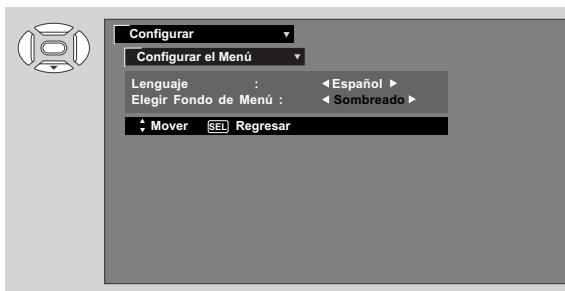 Configurar
Configurar el Menú
Lenguaje : Español
Elegir Fondo de Menú : Sombreado
Mover SEL Regresar